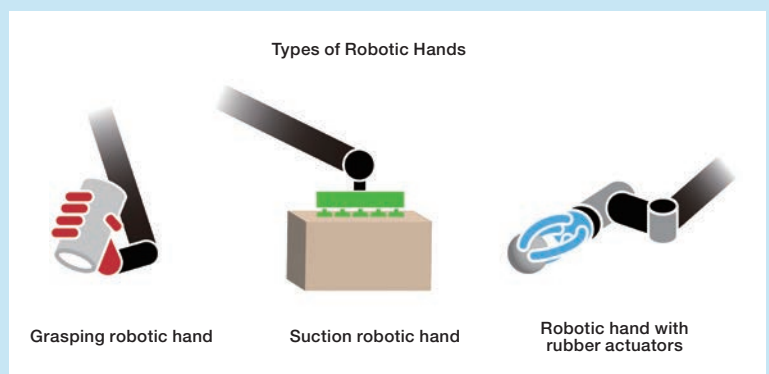 Types of Robotic Hands
Grasping robotic hand
Suction robotic hand
Robotic hand with
rubber actuators